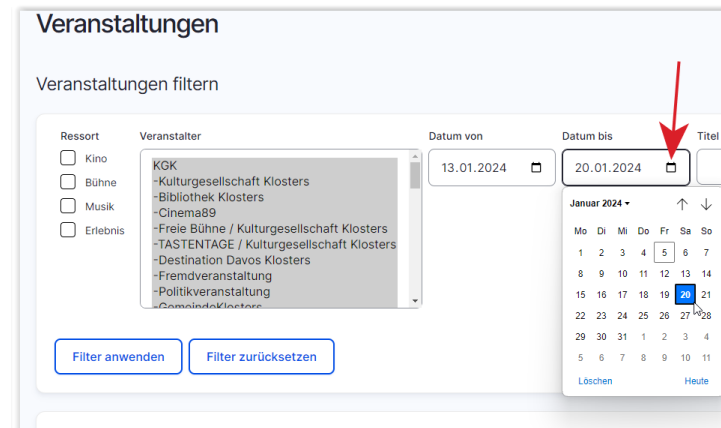 Veranstaltungen
Veranstaltungen filtern
Ressort
Kino
Bühne
Musik
Erlebnis
Veranstalter
KGK
-Kulturgesellschaft Klosters
-Bibliothek Klosters
-Cinema89
-Freie Bühne / Kulturgesellschaft Klosters
-TASTENTAGE / Kulturgesellschaft Klosters
-Destination Davos Klosters
-Fremdveranstaltung
-Politikveranstaltung
-GemeindeKlosters
Datum von
13.01.2024
Datum bis
20.01.2024
Titel
Januar 2024
Mo Di Mi Do Fr Sa So
1 2 3 4 5 6 7
8 9 10 11 12 13 14
15 16 17 18 19 20 21
22 23 24 25 26 27 28
29 30 31 1 2 3 4
5 6 7 8 9 10 11
Löschen Heute
Filter anwenden
Filter zurücksetzen